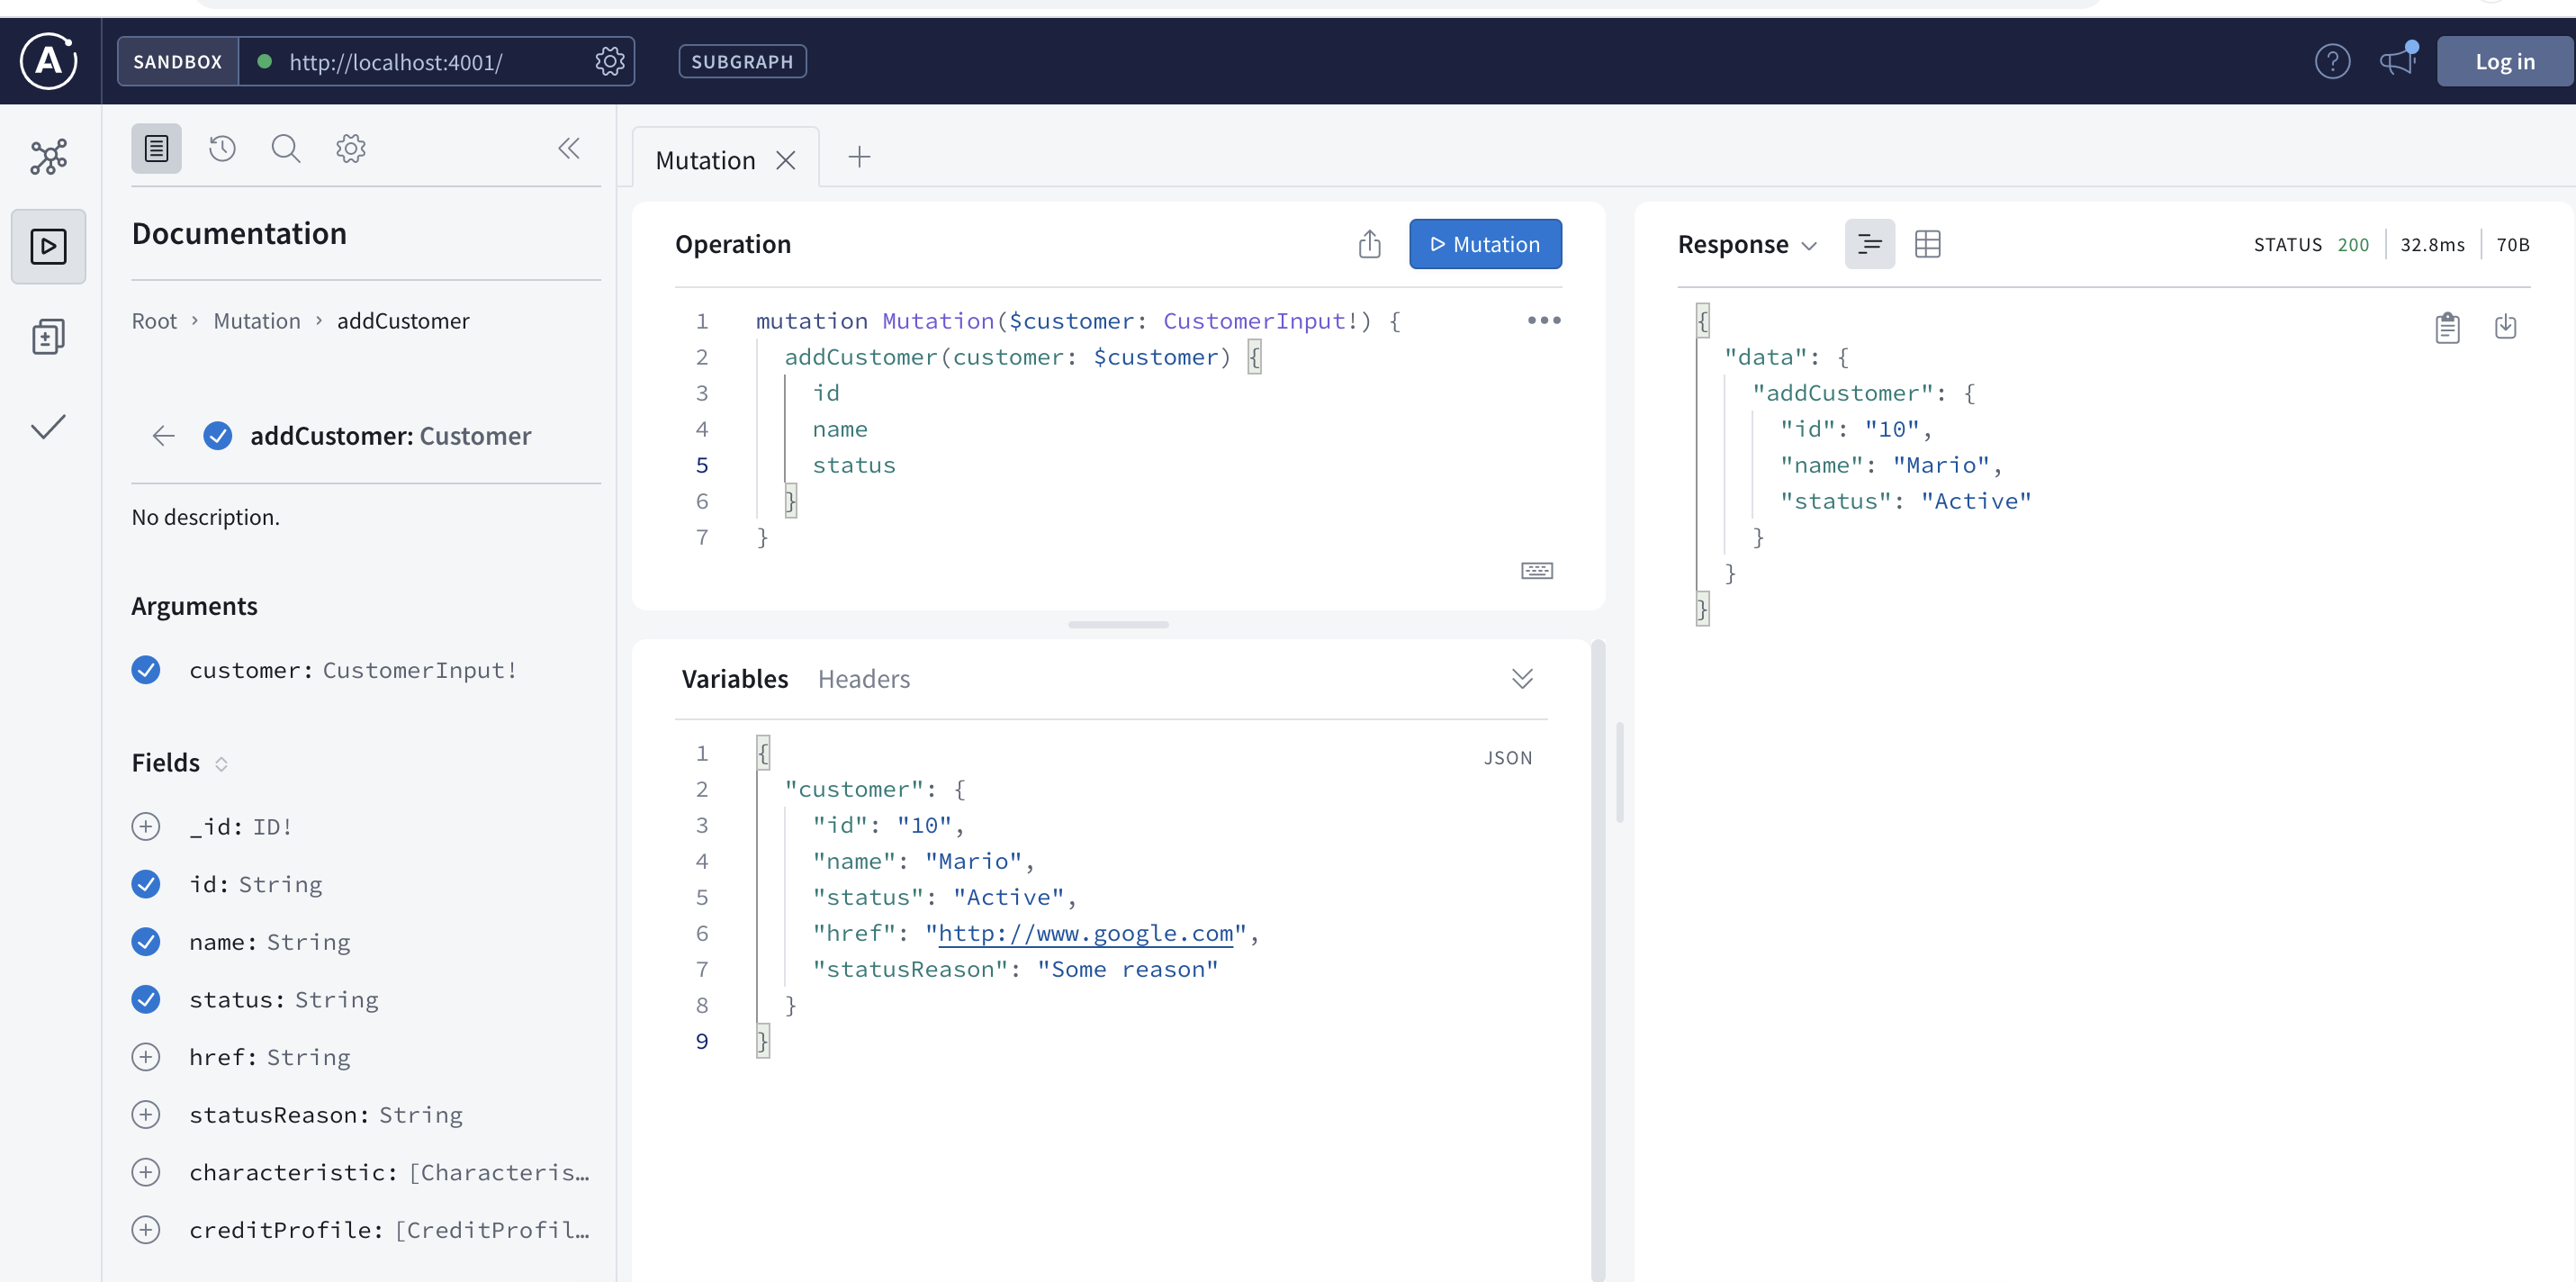 SANDBOX
http://localhost:4001/
SUBGRAPH
Log in
Documentation
Root › Mutation › addCustomer
addCustomer: Customer
No description.
Arguments
customer: CustomerInput!
Fields
_id: ID!
id: String
name: String
status: String
href: String
statusReason: String
characteristic: [Characteris…
creditProfile: [CreditProfil…
Mutation
Operation
Mutation
1 mutation Mutation($customer: CustomerInput!) {
2 addCustomer(customer: $customer) {
3 id
4 name
5 status
6 }
7 }
Variables Headers
JSON
1 {
2 "customer": {
3 "id": "10",
4 "name": "Mario",
5 "status": "Active",
6 "href": "http://www.google.com",
7 "statusReason": "Some reason"
8 }
9 }
Response
STATUS 200 32.8ms 70B
{
"data": {
"addCustomer": {
"id": "10",
"name": "Mario",
"status": "Active"
}
}
}